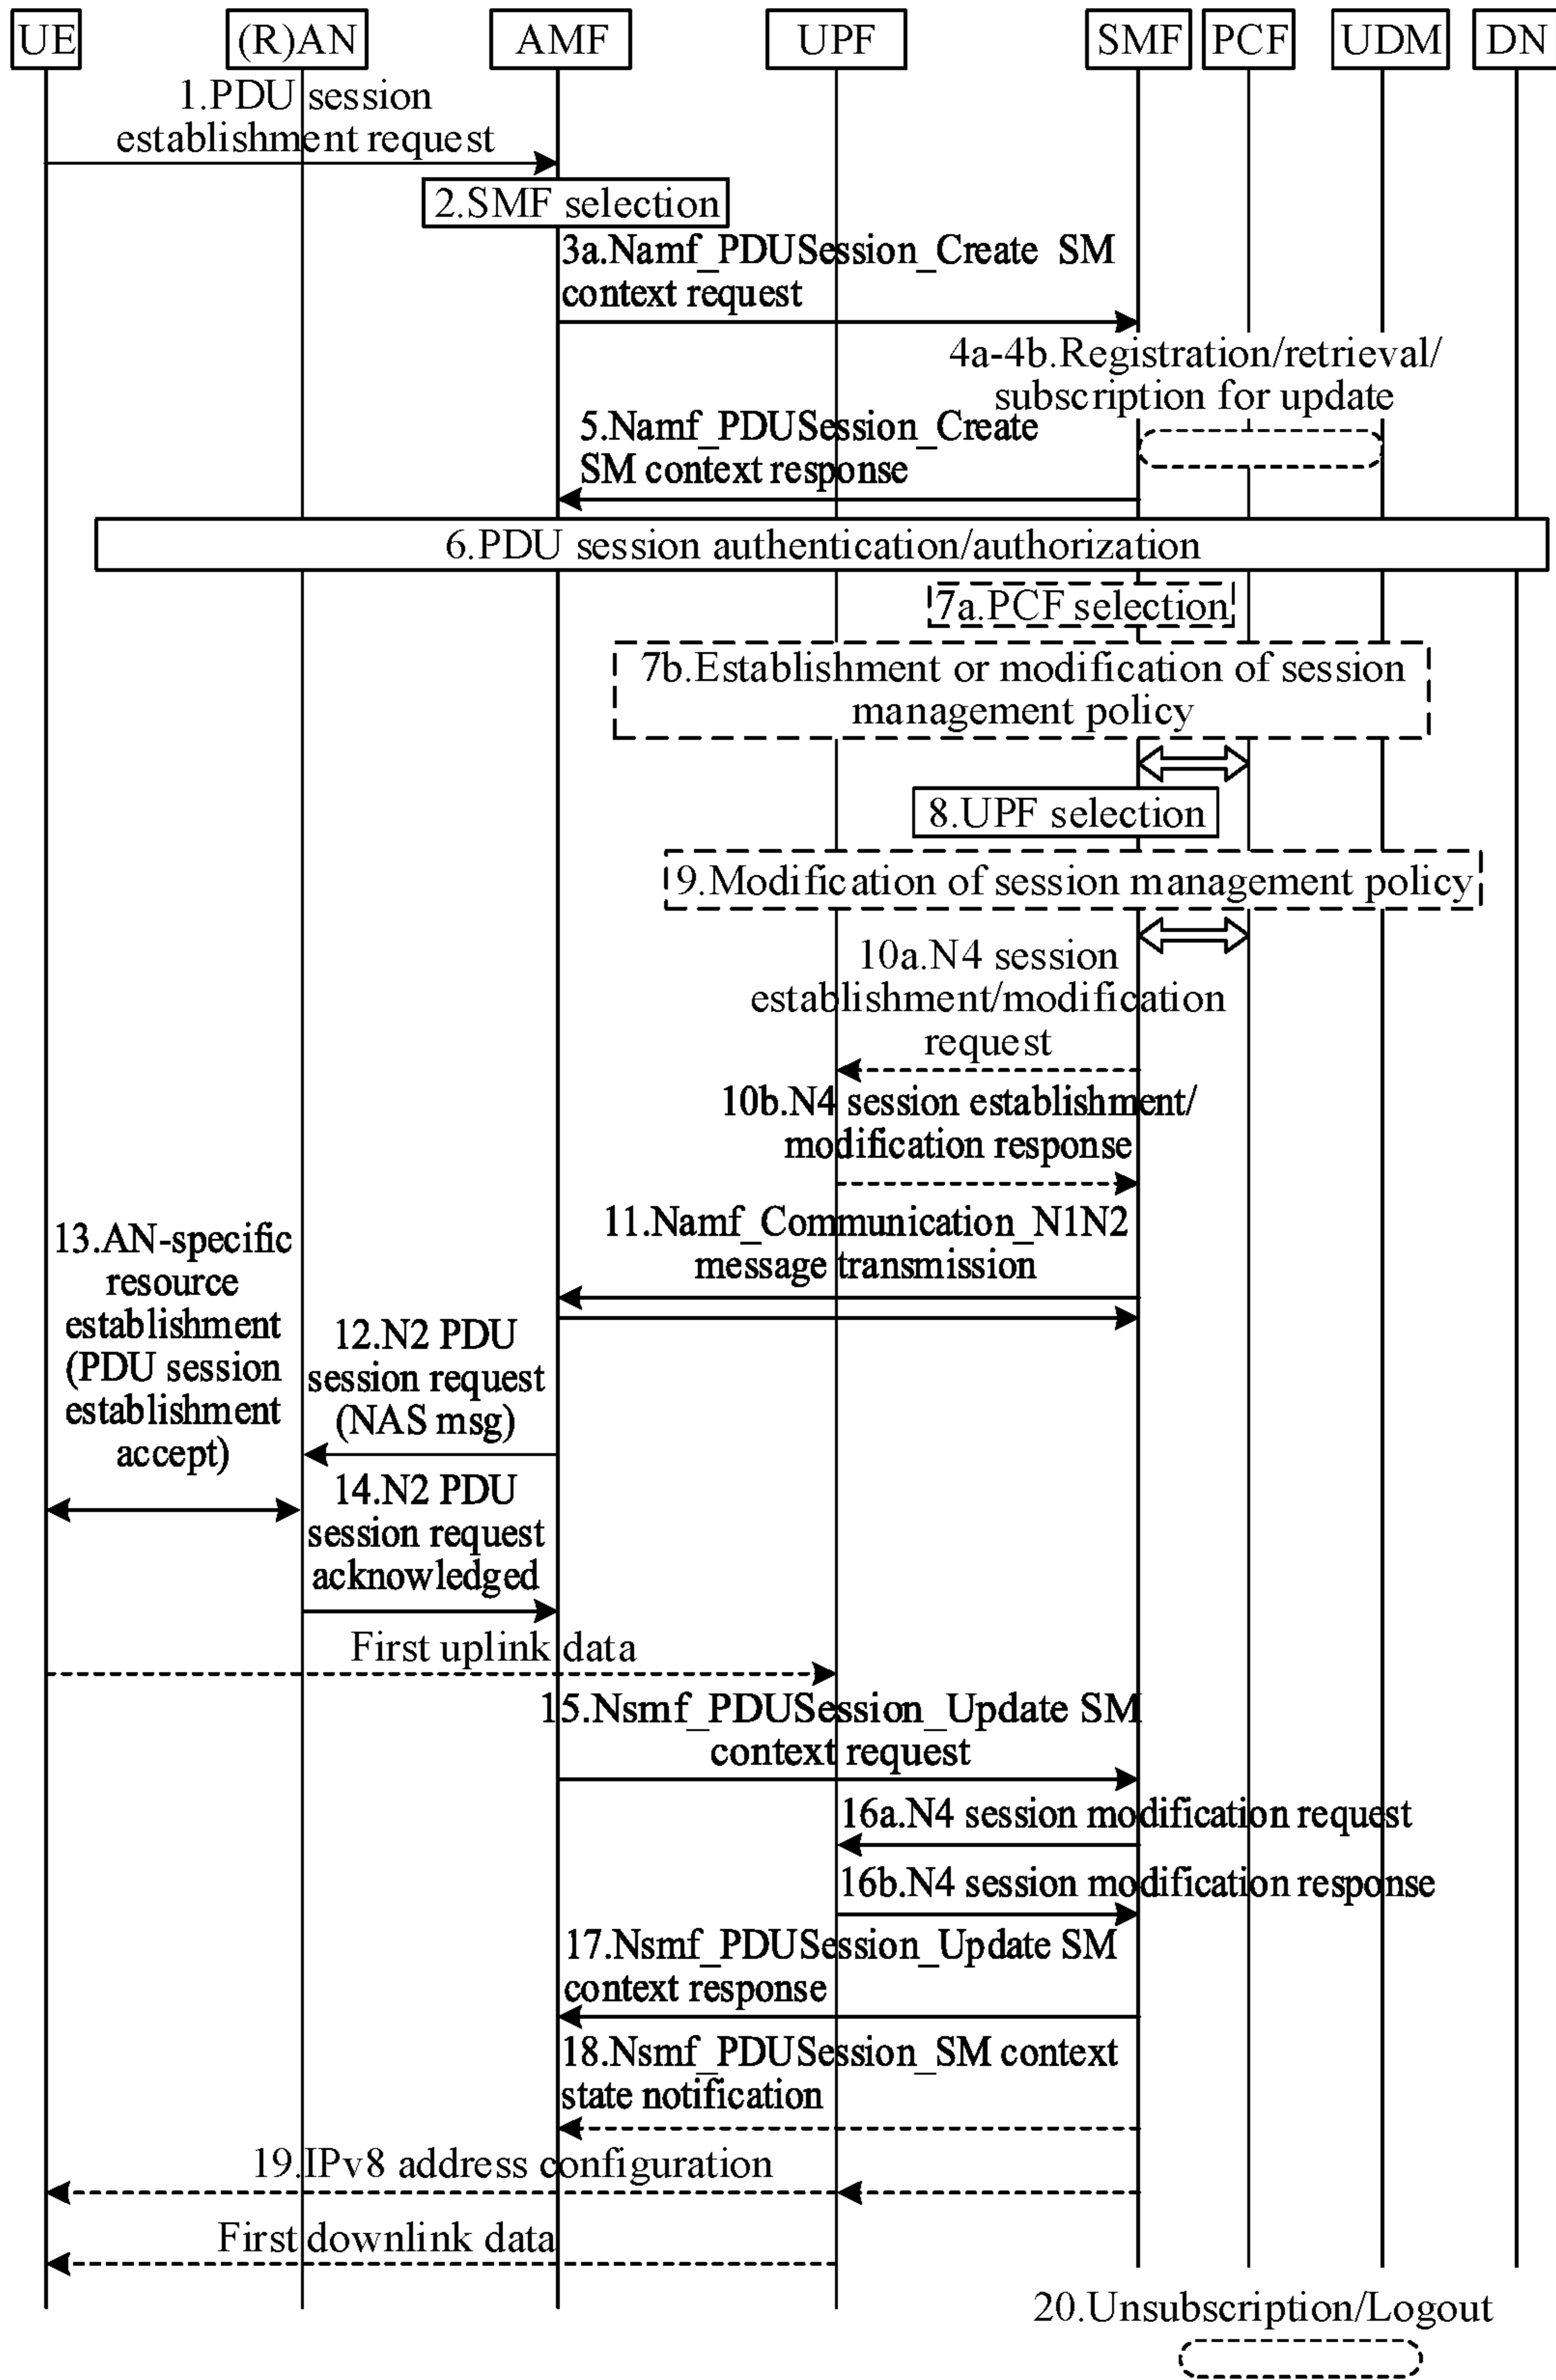 UE
(R)AN
AMF
UPF
SMF
PCF
UDM
DN
1.PDU session
establishment request
2.SMF selection
3a.Namf_PDUSession_Create SM
context request
4a-4b.Registration/retrieval/
subscription for update
5.Namf_PDUSession_Create
SM context response
6.PDU session authentication/authorization
7a.PCF selection
7b.Establishment or modification of session
management policy
8.UPF selection
9.Modification of session management policy
10a.N4 session
establishment/modification
request
10b.N4 session establishment/
modification response
11.Namf_Communication_N1N2
message transmission
13.AN-specific
resource
establishment
(PDU session
establishment
accept)
12.N2 PDU
session request
(NAS msg)
14.N2 PDU
session request
acknowledged
First uplink data
15.Nsmf_PDUSession_Update SM
context request
16a.N4 session modification request
16b.N4 session modification response
17.Nsmf_PDUSession_Update SM
context response
18.Nsmf_PDUSession_SM context
state notification
19.IPv8 address configuration
First downlink data
20.Unsubscription/Logout